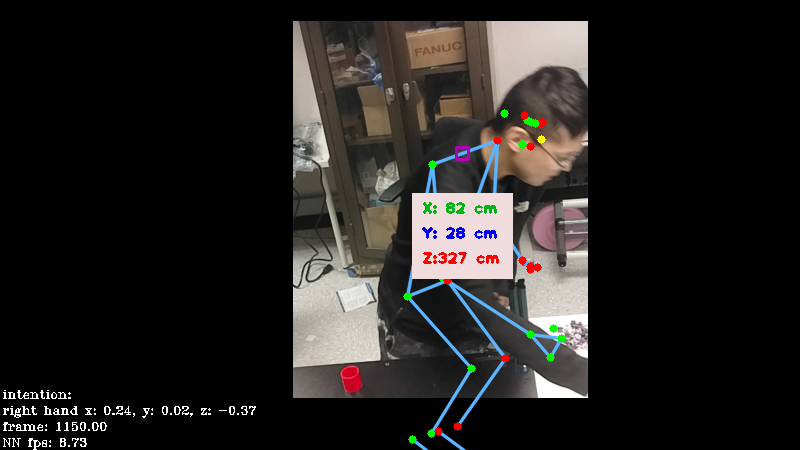 FANUC
X: 82 cm
Y: 28 cm
Z:327 cm
intention:
right hand x: 0.24, y: 0.02, z: -0.37
frame: 1150.00
NN fps: 8.73